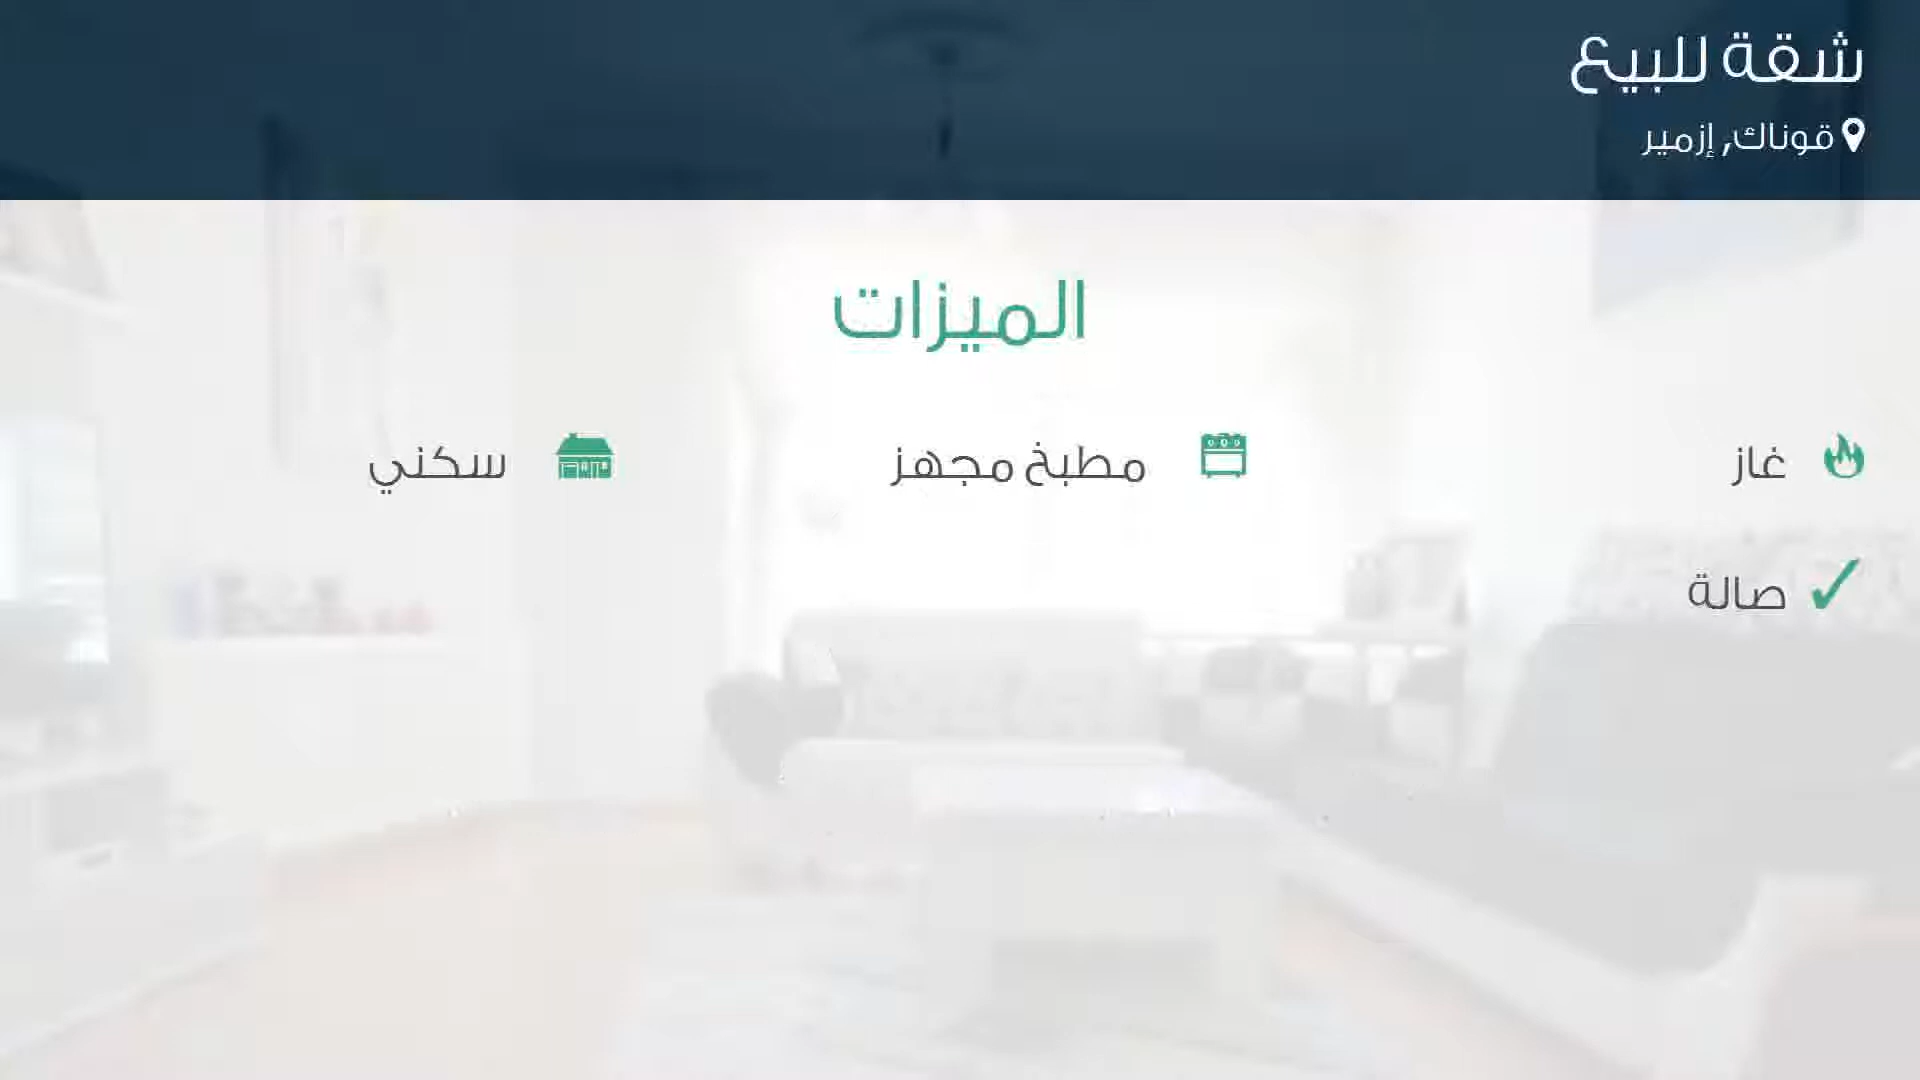 شقة للبيع
قوناك, إزمير
الميزات
غاز
مطبخ مجهز
سكني
صالة